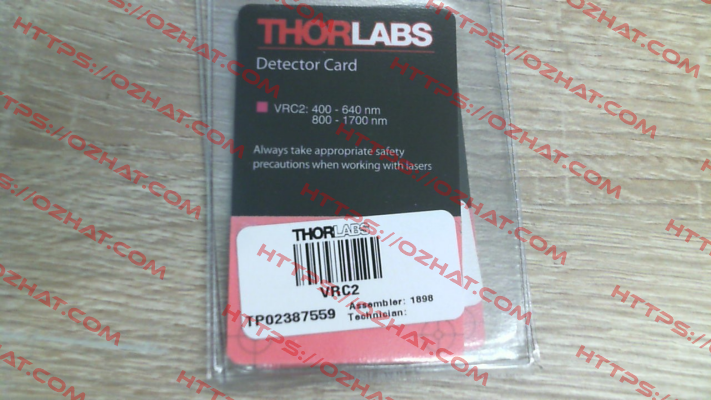 THORLABS
Detector Card
VRC2: 400 - 640 nm
800 - 1700 nm
Always take appropriate safety
precautions when working with lasers
THORLABS
VRC2
TP02387559
Assembler: 1898
Technician:
HTTPS://OZHAT.COM